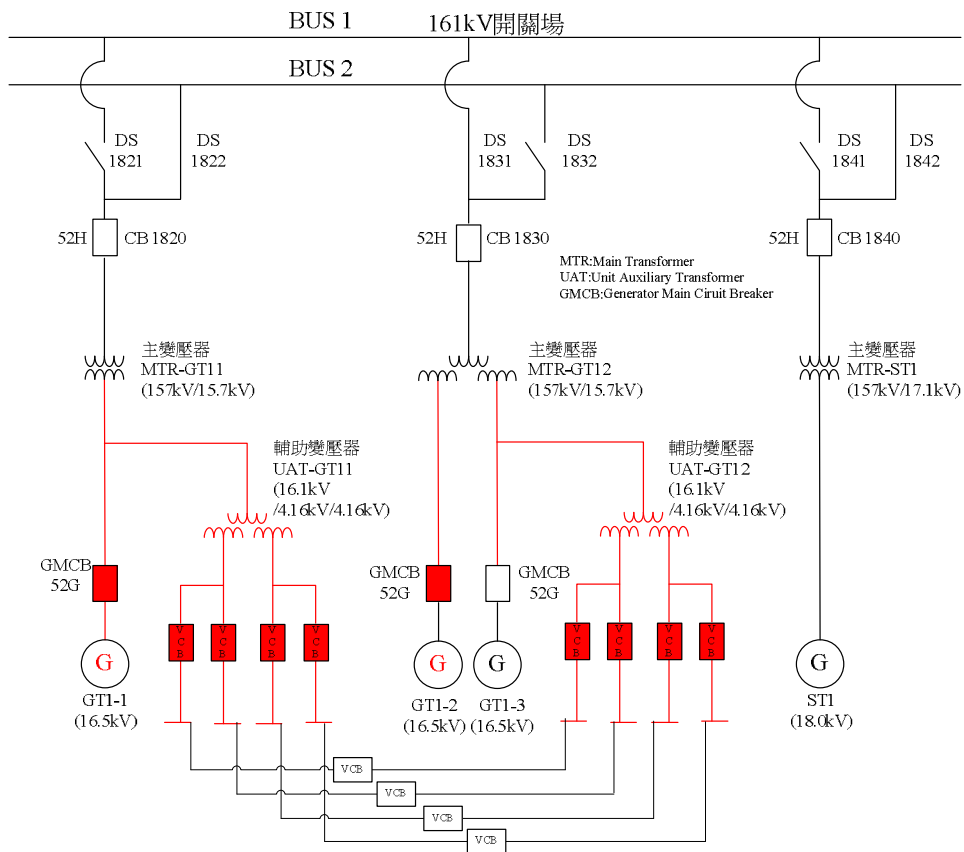 BUS 1
161kV開關場
BUS 2
DS
1821
DS
1822
DS
1831
DS
1832
DS
1841
DS
1842
52H
CB 1820
52H
CB 1830
52H
CB 1840
MTR:Main Transformer
UAT:Unit Auxiliary Transformer
GMCB:Generator Main Ciruit Breaker
主變壓器
MTR-GT11
(157kV/15.7kV)
主變壓器
MTR-GT12
(157kV/15.7kV)
主變壓器
MTR-ST1
(157kV/17.1kV)
輔助變壓器
UAT-GT11
(16.1kV
/4.16kV/4.16kV)
輔助變壓器
UAT-GT12
(16.1kV
/4.16kV/4.16kV)
GMCB
52G
GMCB
52G
GMCB
52G
VCB
VCB
VCB
VCB
VCB
VCB
VCB
VCB
G
GT1-1
(16.5kV)
G
GT1-2
(16.5kV)
G
GT1-3
(16.5kV)
G
ST1
(18.0kV)
VCB
VCB
VCB
VCB